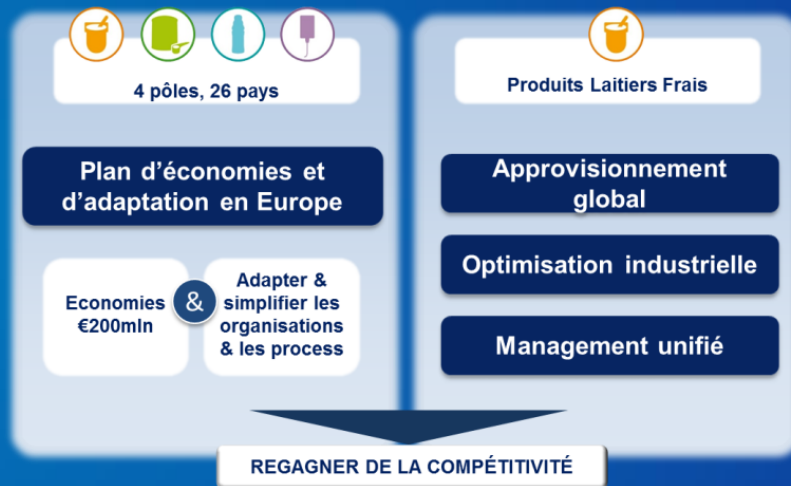 4 pôles, 26 pays
Plan d'économies et
d'adaptation en Europe
Economies
€200mln
&
Adapter &
simplifier les
organisations
& les process
Produits Laitiers Frais
Approvisionnement
global
Optimisation industrielle
Management unifié
REGAGNER DE LA COMPÉTITIVITÉ